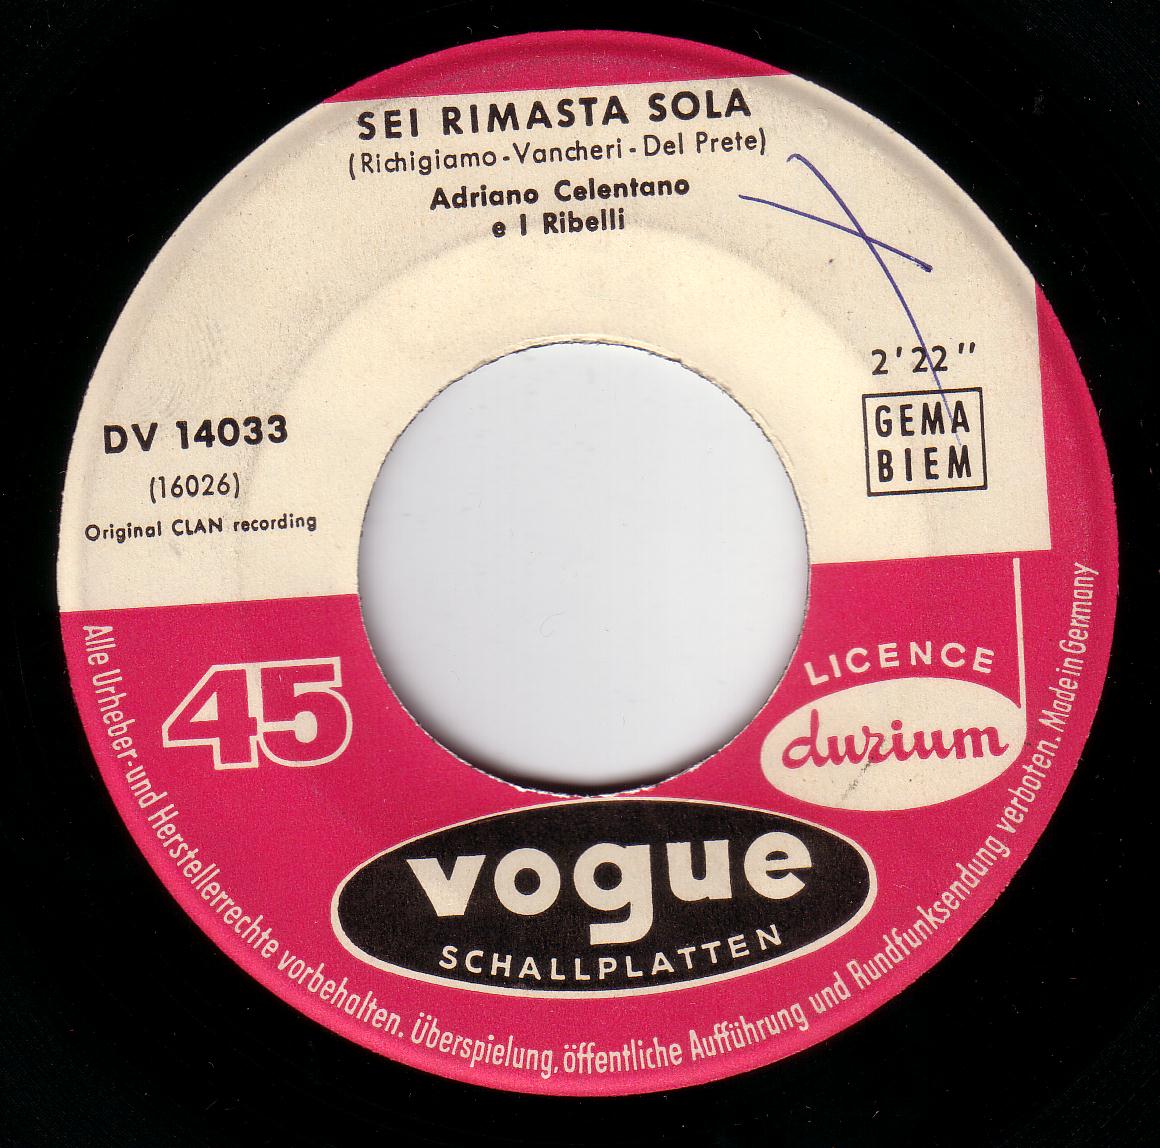 SEI RIMASTA SOLA
(Richigiamo-Vancheri-Del Prete)
Adriano Celentano
e I Ribelli
2'22"
GEMA
BIEM
DV 14033
(16026)
Original CLAN recording
45
LICENCE
durium
vogue
SCHALLPLATTEN
Alle Urheber-und Herstellerrechte vorbehalten. Überspielung, öffentliche Aufführung und Rundfunksendung verboten. Made in Germany